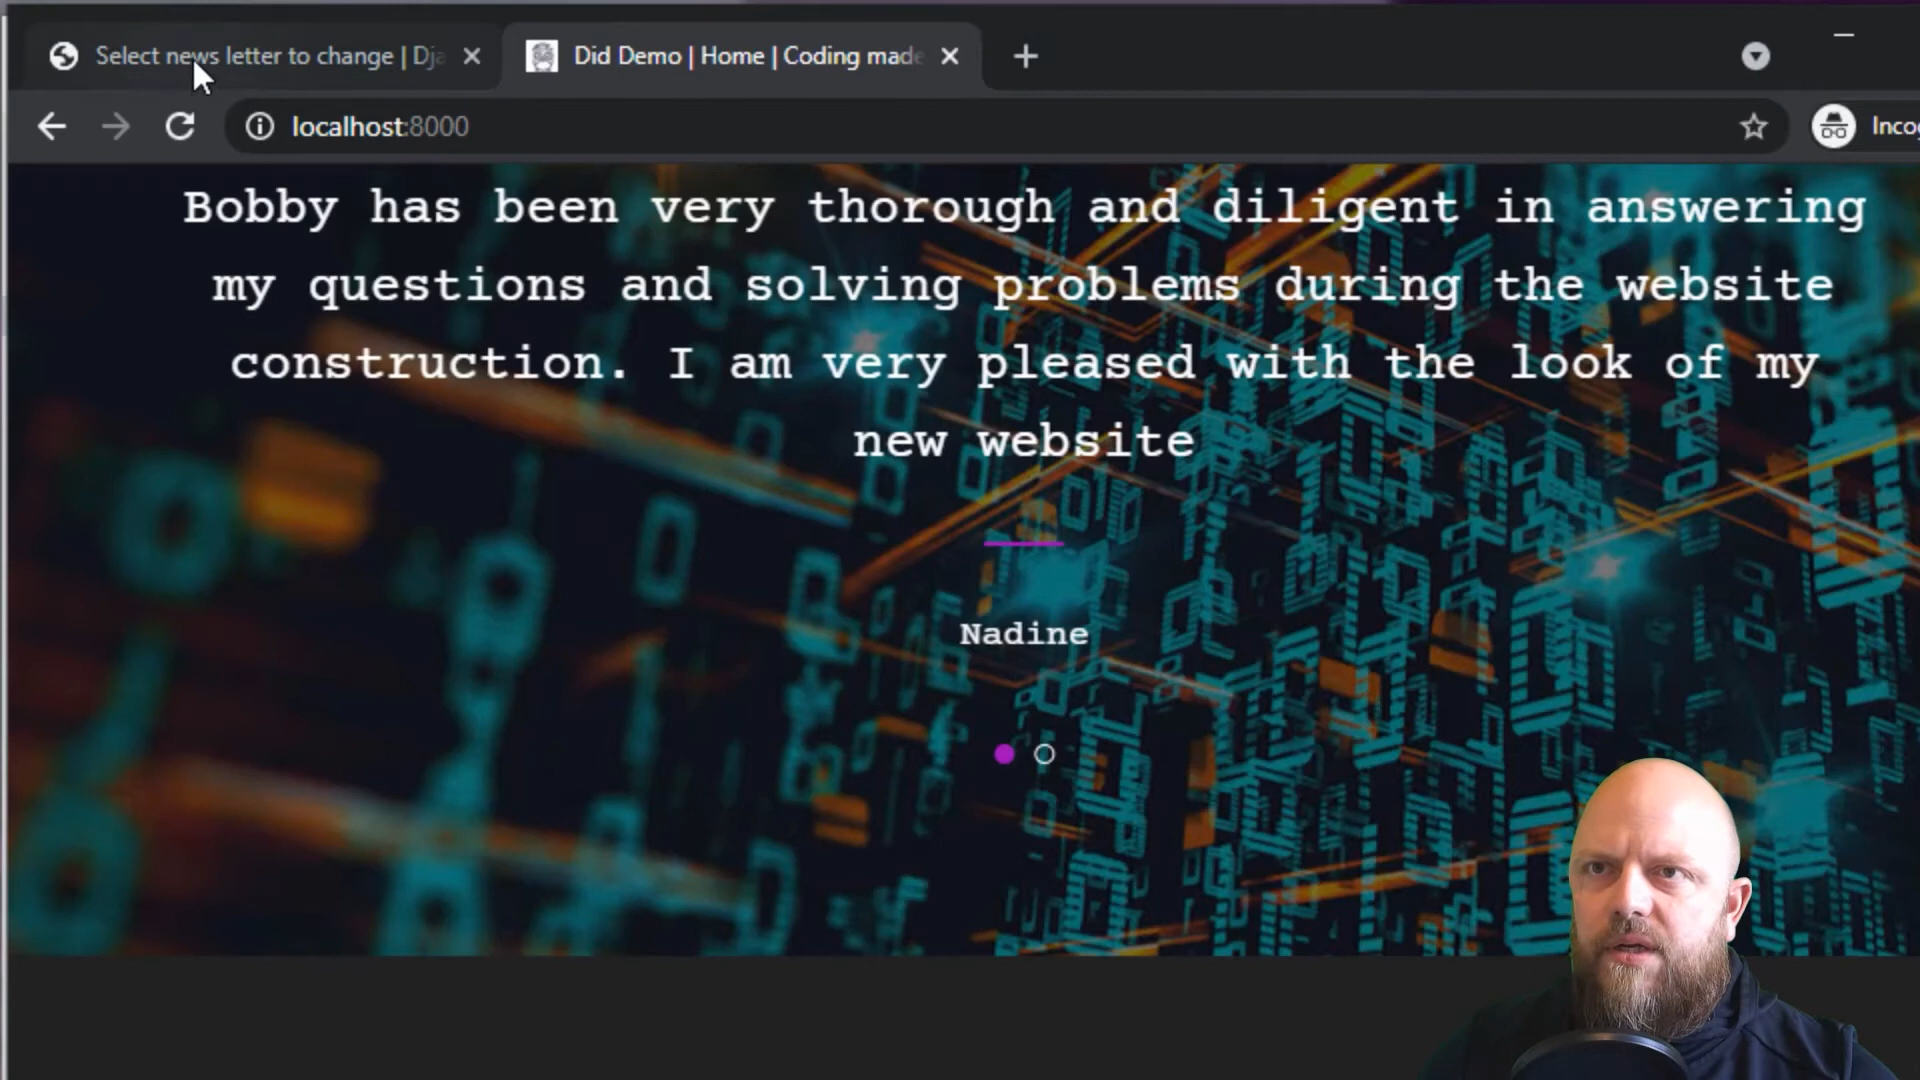 Select news letter to change | Dja
Did Demo | Home | Coding made
localhost:8000
Inco
Bobby has been very thorough and diligent in answering
my questions and solving problems during the website
construction. I am very pleased with the look of my
new website
Nadine